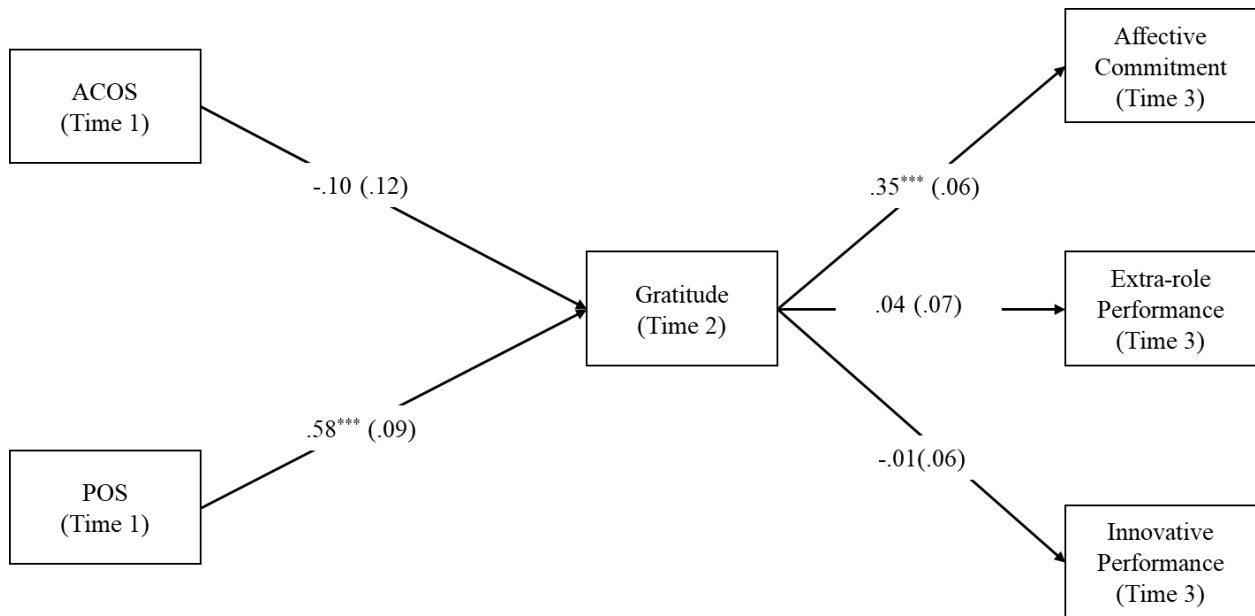 ACOS
(Time 1)
-.10 (.12)
POS
(Time 1)
.58*** (.09)
Gratitude
(Time 2)
.35*** (.06)
.04 (.07)
-.01(.06)
Affective
Commitment
(Time 3)
Extra-role
Performance
(Time 3)
Innovative
Performance
(Time 3)